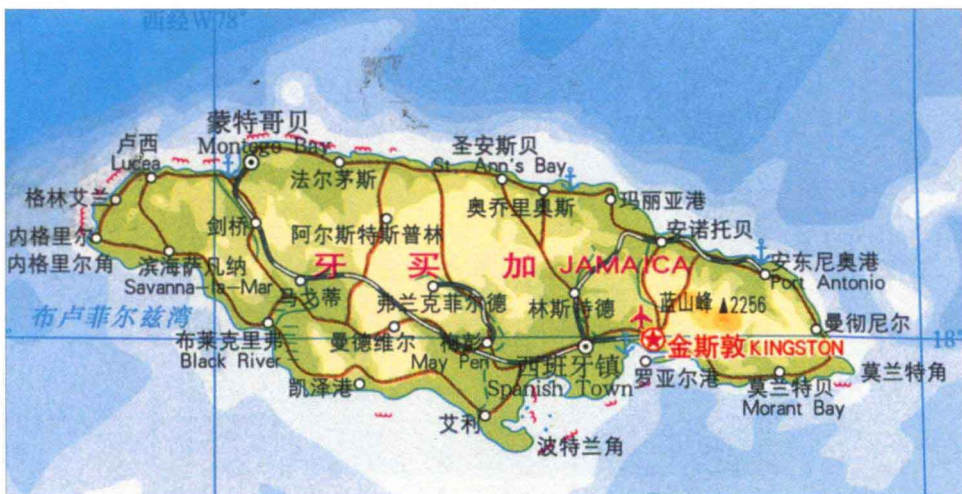 西经W78°
蒙特哥贝
Montego Bay
卢西
Lucea
圣安斯贝
St. Ann's Bay
法尔茅斯
格林艾兰
奥乔里奥斯
玛丽亚港
剑桥
阿尔斯特斯普林
安诺托贝
内格里尔
内格里尔角
滨海萨凡纳
Savanna-la-Mar
牙买加 JAMAICA
安东尼奥港
Port Antonio
马戈蒂
弗兰克菲尔德
林斯特德
蓝山峰 ▲2256
布卢菲尔兹湾
布莱克里弗
Black River
曼德维尔
梅彭
May Pen
西班牙镇
Spanish Town
金斯敦 KINGSTON
曼彻尼尔
18°
凯泽港
罗亚尔港
莫兰特贝
Morant Bay
莫兰特角
艾利
波特兰角